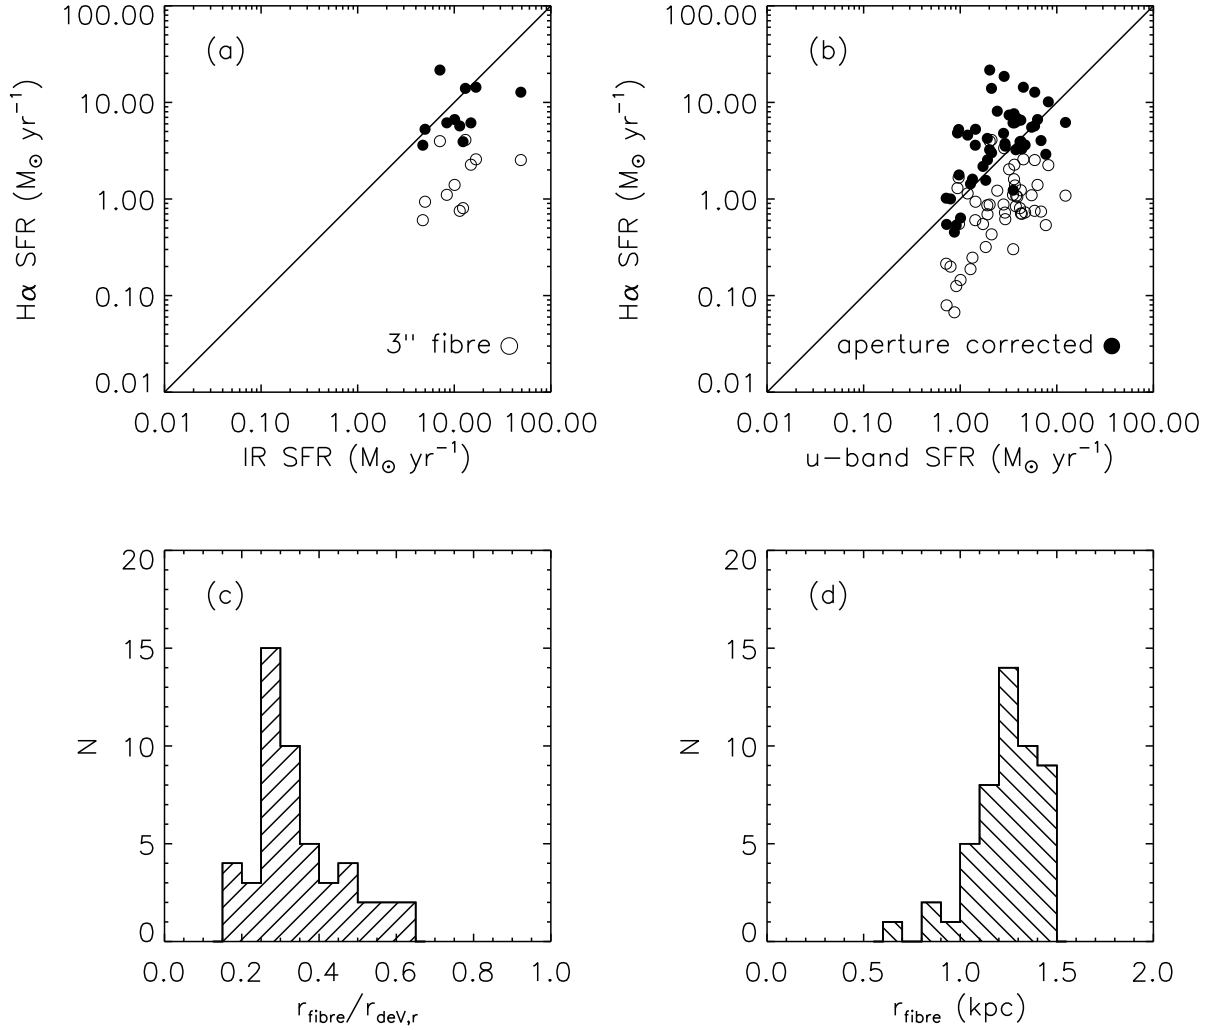 (a)
100.00
10.00
1.00
0.10
0.01
Hα SFR (M⊙ yr−1)
3'' fibre
0.01 0.10 1.00 10.00 100.00
IR SFR (M⊙ yr−1)
(b)
100.00
10.00
1.00
0.10
0.01
Hα SFR (M⊙ yr−1)
aperture corrected
0.01 0.10 1.00 10.00 100.00
u−band SFR (M⊙ yr−1)
(c)
20
15
10
5
0
N
0.0 0.2 0.4 0.6 0.8 1.0
rfibre/rdeV,r
(d)
20
15
10
5
0
N
0.0 0.5 1.0 1.5 2.0
rfibre (kpc)